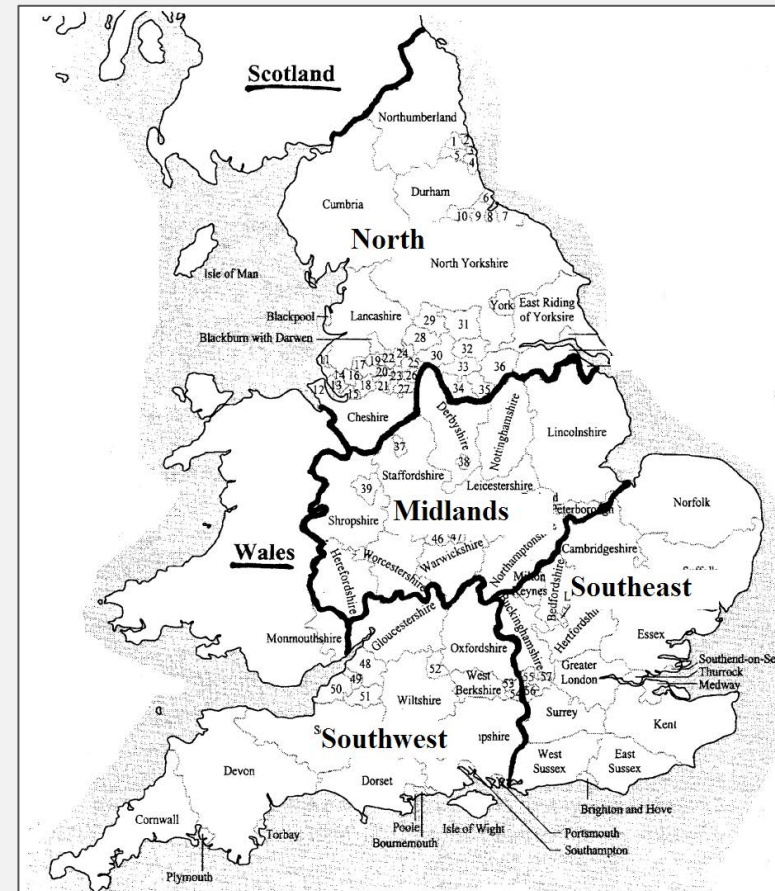 Scotland
Northumberland
1 2
3
5
4
Durham
6
Cumbria
10 9 8 7
North
Isle of Man
North Yorkshire
Lancashire
York
East Riding
of Yorksire
Blackpool
29
31
Blackburn with Darwen
28
11
17 19 22 24
30
32
14 16 20 25
33
36
12 13 18 21 23 26
15 27
34 35
Cheshire
Derbyshire
Nottinghamshire
Lincolnshire
37
38
Staffordshire
Leicestershire
39
Norfolk
Shropshire
Midlands
Peterborough
46 47
Cambridgeshire
Wales
Herefordshire
Worcestershire
Warwickshire
Northamptons
Milton
Keynes
Bedfordshire
Southeast
Buckinghamshire
Hertfordshire
Monmouthshire
Gloucestershire
Essex
Oxfordshire
48
52
Greater
London
Southend-on-Se
Thurrock
Medway
49
50
51
West
Berkshire
53
54
55 57
56
Wiltshire
Surrey
Kent
Southwest
pshire
West
Sussex
East
Sussex
Devon
Dorset
Cornwall
Torbay
Poole
Bournemouth
Isle of Wight
Brighton and Hove
Portsmouth
Southampton
Plymouth